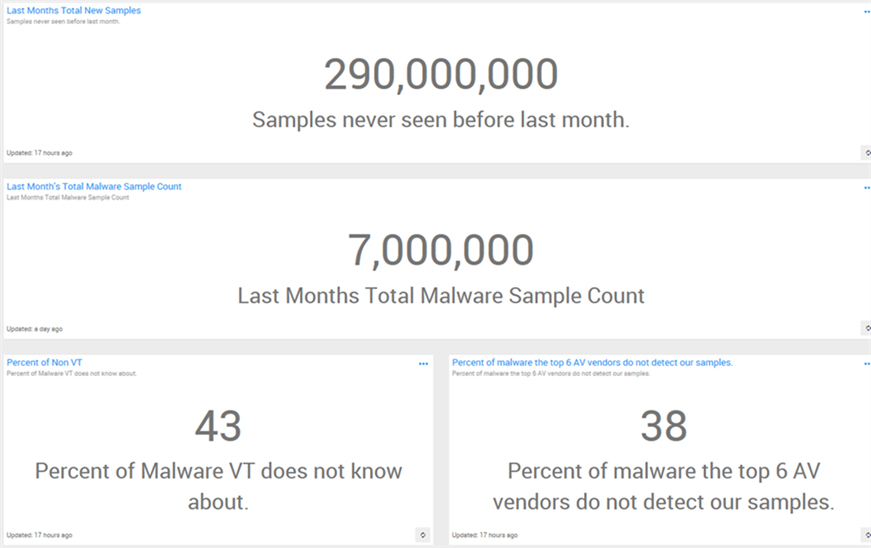 Last Months Total New Samples
Samples never seen before last month.
290,000,000
Samples never seen before last month.
Updated: 17 hours ago
Last Month's Total Malware Sample Count
Last Months Total Malware Sample Count
7,000,000
Last Months Total Malware Sample Count
Updated: a day ago
Percent of Non VT
Percent of Malware VT does not know about.
43
Percent of Malware VT does not know
about.
Updated: 17 hours ago
Percent of malware the top 6 AV vendors do not detect our samples.
Percent of malware the top 6 AV vendors do not detect our samples.
38
Percent of malware the top 6 AV
vendors do not detect our samples.
Updated: 17 hours ago